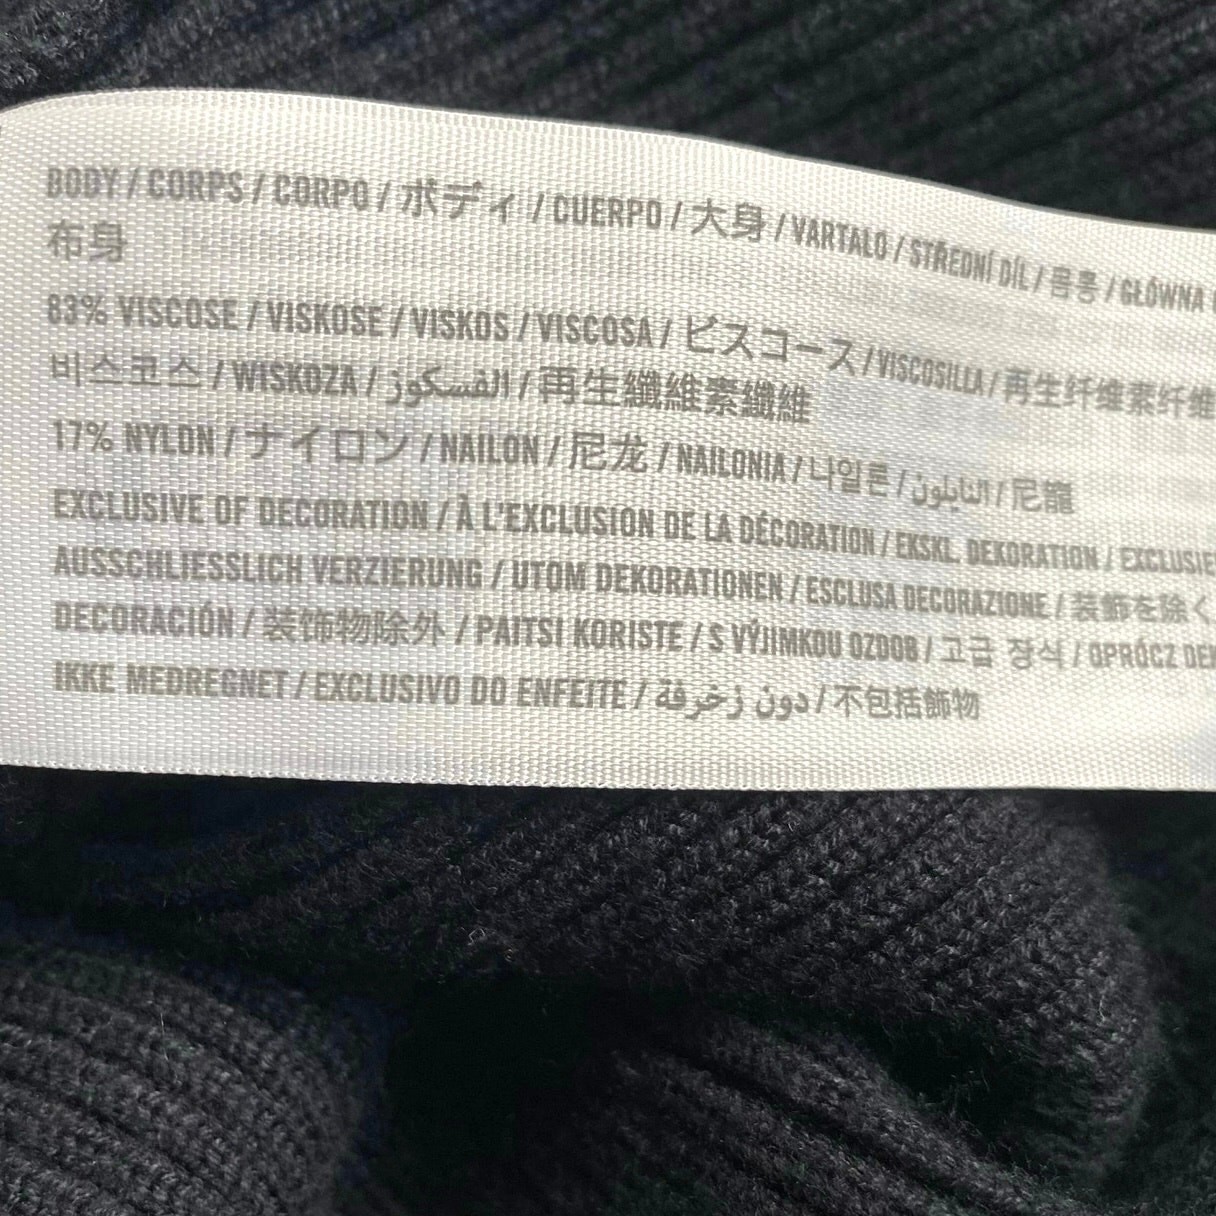 BODY / CORPS / CORPO / ボディ / CUERPO / 大身 / VARTALO / STŘEDNÍ DÍL / 몸통 / GŁÓWNA
布身
83% VISCOSE / VISKOSE / VISKOS / VISCOSA / ビスコース / VISCOSILLA / 再生纤维素纤维
비스코스 / WISKOZA / الفسكوز / 再生纖維素纖維
17% NYLON / ナイロン / NAILON / 尼龙 / NAILONIA / 나일론 / النايلون / 尼龍
EXCLUSIVE OF DECORATION / À L'EXCLUSION DE LA DÉCORATION / EKSKL. DEKORATION / EXCLUSIE
AUSSCHLIESSLICH VERZIERUNG / UTOM DEKORATIONEN / ESCLUSA DECORAZIONE / 装飾を除く
DECORACIÓN / 装饰物除外 / PAITSI KORISTE / S VÝJIMKOU OZDOB / 고급 장식 / OPRÓCZ DE
IKKE MEDREGNET / EXCLUSIVO DO ENFEITE / دون زخرفة / 不包括飾物